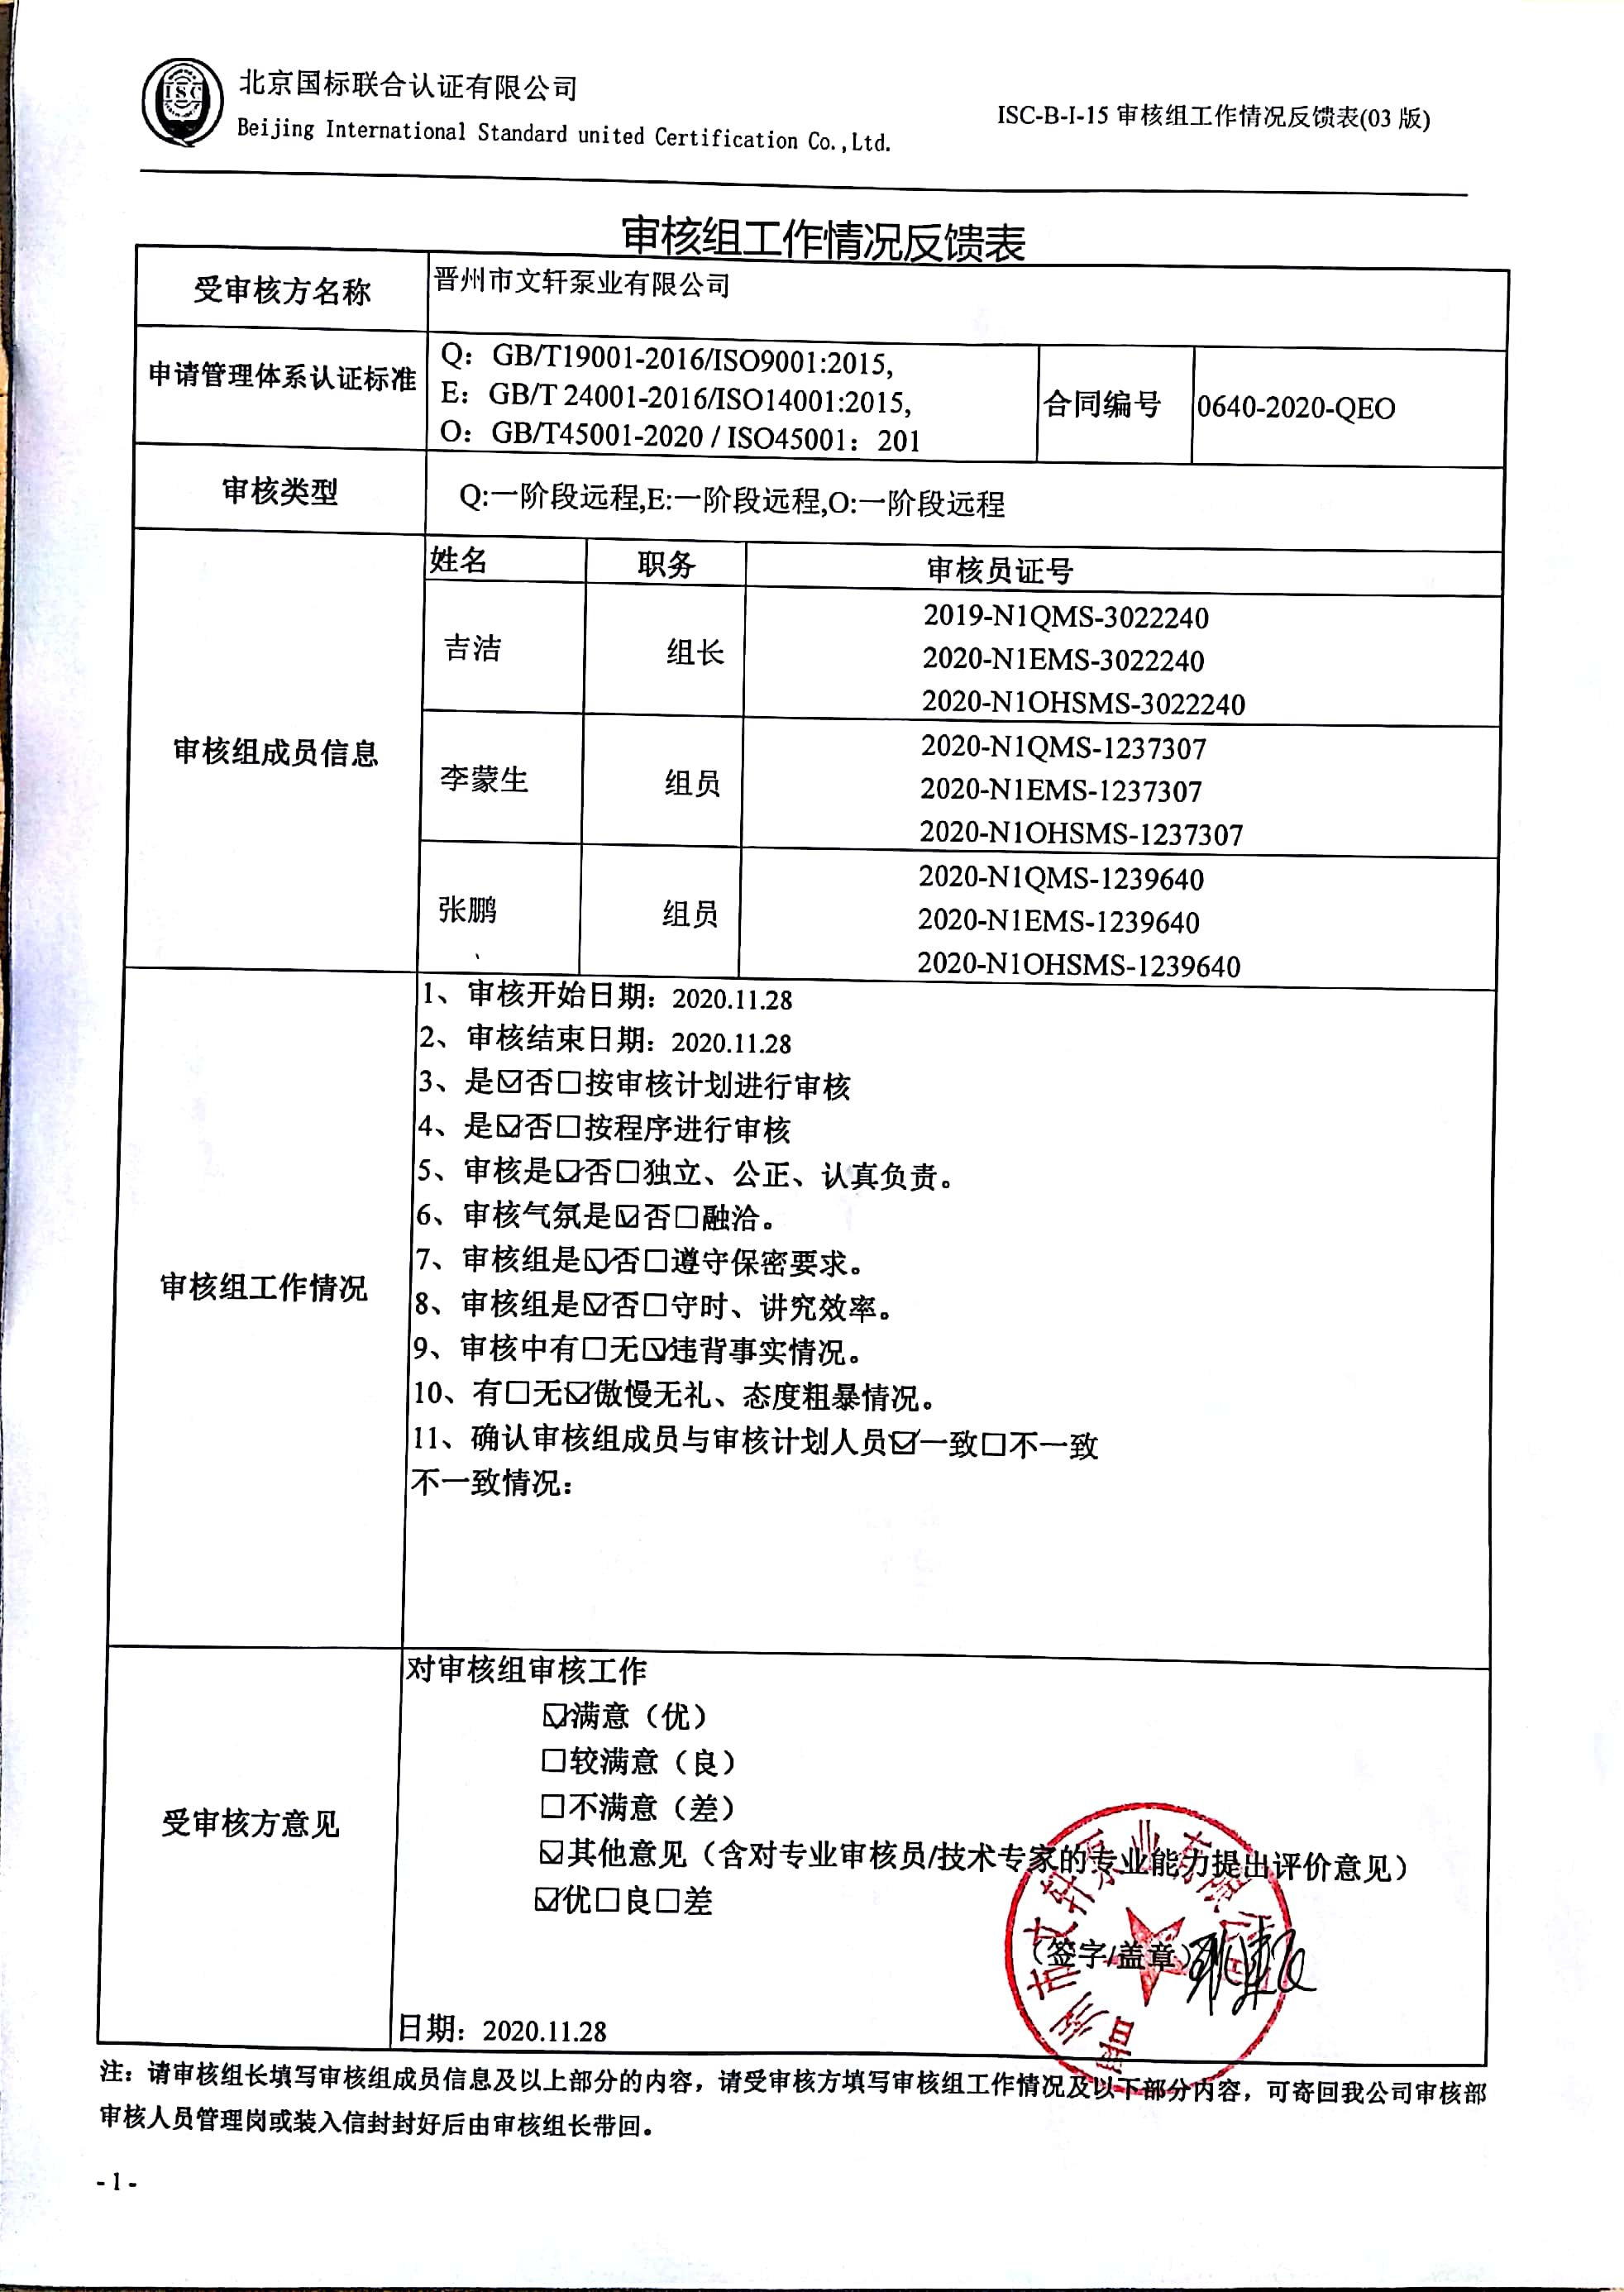 ISC
北京国标联合认证有限公司
Beijing International Standard united Certification Co.,Ltd.
ISC-B-I-15 审核组工作情况反馈表(03 版)
审核组工作情况反馈表
受审核方名称
晋州市文轩泵业有限公司
申请管理体系认证标准
Q：GB/T19001-2016/ISO9001:2015,
E：GB/T 24001-2016/ISO14001:2015,
O：GB/T45001-2020 / ISO45001：201
合同编号
0640-2020-QEO
审核类型
Q:一阶段远程,E:一阶段远程,O:一阶段远程
审核组成员信息
姓名 职务 审核员证号
吉洁 组长
2019-N1QMS-3022240
2020-N1EMS-3022240
2020-N1OHSMS-3022240
李蒙生 组员
2020-N1QMS-1237307
2020-N1EMS-1237307
2020-N1OHSMS-1237307
张鹏 组员
2020-N1QMS-1239640
2020-N1EMS-1239640
2020-N1OHSMS-1239640
审核组工作情况
1、审核开始日期：2020.11.28
2、审核结束日期：2020.11.28
3、是☑否☐按审核计划进行审核
4、是☑否☐按程序进行审核
5、审核是☑否☐独立、公正、认真负责。
6、审核气氛是☑否☐融洽。
7、审核组是☑否☐遵守保密要求。
8、审核组是☑否☐守时、讲究效率。
9、审核中有☐无☑违背事实情况。
10、有☐无☑傲慢无礼、态度粗暴情况。
11、确认审核组成员与审核计划人员☑一致☐不一致
不一致情况：
受审核方意见
对审核组审核工作
☑满意（优）
☐较满意（良）
☐不满意（差）
☑其他意见（含对专业审核员/技术专家的专业能力提出评价意见）
☑优☐良☐差
（签字/盖章）
晋州市文轩泵业有限公司
日期：2020.11.28
注：请审核组长填写审核组成员信息及以上部分的内容，请受审核方填写审核组工作情况及以下部分内容，可寄回我公司审核部
审核人员管理岗或装入信封封好后由审核组长带回。
- 1 -